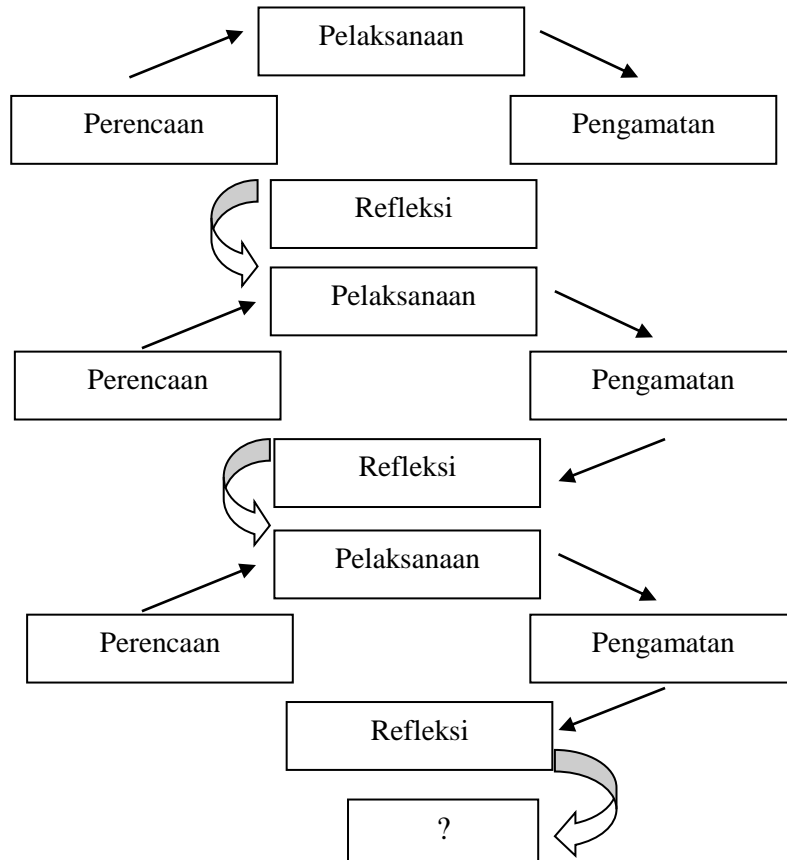 Pelaksanaan
Perencaan
Pengamatan
Refleksi
Pelaksanaan
Perencaan
Pengamatan
Refleksi
Pelaksanaan
Perencaan
Pengamatan
Refleksi
?